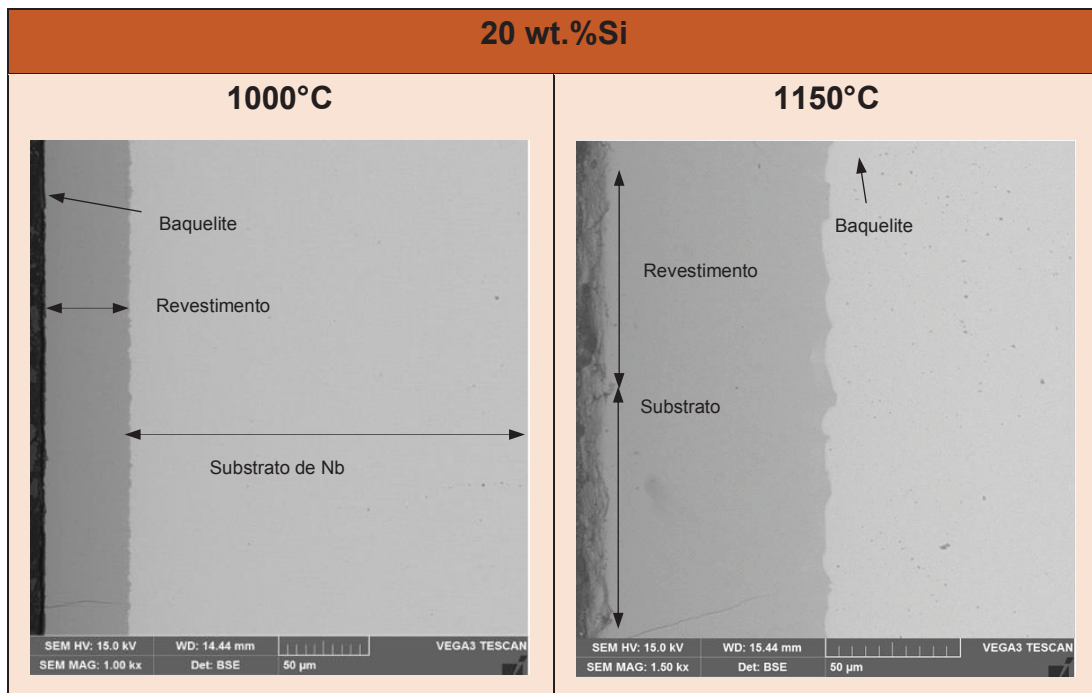 20 wt.%Si
1000°C
1150°C
Baquelite
Revestimento
Substrato de Nb
SEM HV: 15.0 kV
WD: 14.44 mm
VEGA3 TESCAN
SEM MAG: 1.00 kx
Det: BSE
50 µm
Baquelite
Revestimento
Substrato
SEM HV: 15.0 kV
WD: 15.44 mm
VEGA3 TESCAN
SEM MAG: 1.50 kx
Det: BSE
50 µm